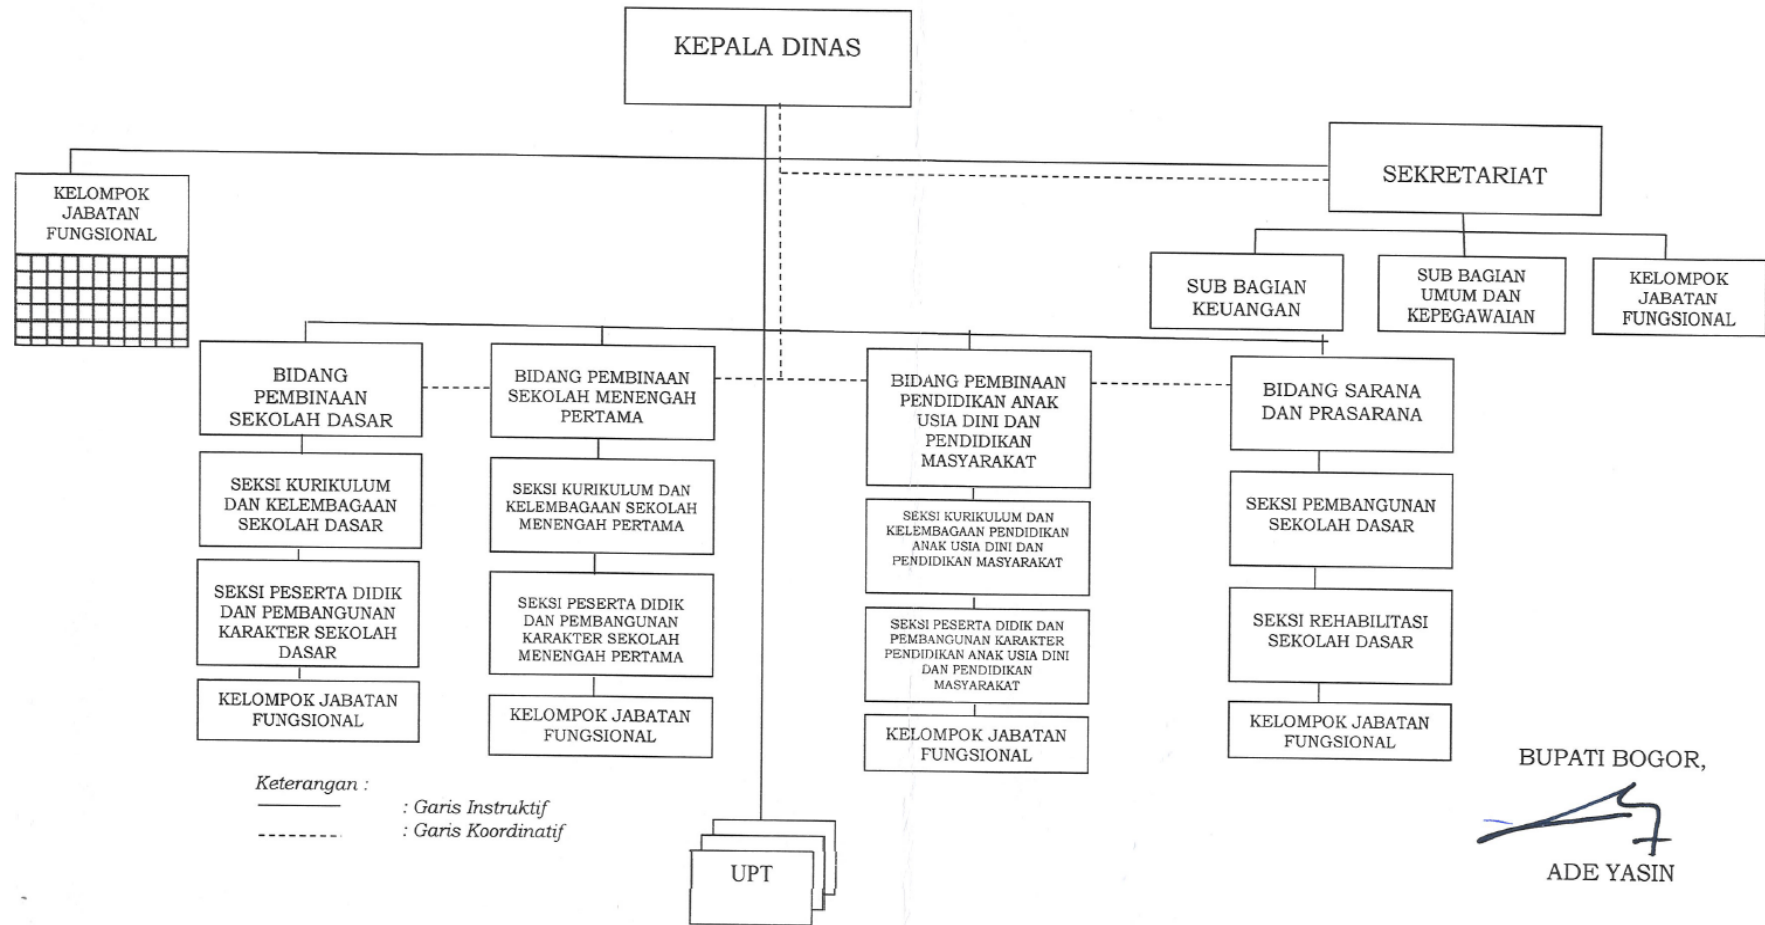 KEPALA DINAS
SEKRETARIAT
KELOMPOK
JABATAN
FUNGSIONAL
SUB BAGIAN
KEUANGAN
SUB BAGIAN
UMUM DAN
KEPEGAWAIAN
KELOMPOK
JABATAN
FUNGSIONAL
BIDANG
PEMBINAAN
SEKOLAH DASAR
BIDANG PEMBINAAN
SEKOLAH MENENGAH
PERTAMA
BIDANG PEMBINAAN
PENDIDIKAN ANAK
USIA DINI DAN
PENDIDIKAN
MASYARAKAT
BIDANG SARANA
DAN PRASARANA
SEKSI KURIKULUM
DAN KELEMBAGAAN
SEKOLAH DASAR
SEKSI KURIKULUM DAN
KELEMBAGAAN SEKOLAH
MENENGAH PERTAMA
SEKSI KURIKULUM DAN
KELEMBAGAAN PENDIDIKAN
ANAK USIA DINI DAN
PENDIDIKAN MASYARAKAT
SEKSI PEMBANGUNAN
SEKOLAH DASAR
SEKSI PESERTA DIDIK
DAN PEMBANGUNAN
KARAKTER SEKOLAH
DASAR
SEKSI PESERTA DIDIK
DAN PEMBANGUNAN
KARAKTER SEKOLAH
MENENGAH PERTAMA
SEKSI PESERTA DIDIK DAN
PEMBANGUNAN KARAKTER
PENDIDIKAN ANAK USIA DINI
DAN PENDIDIKAN
MASYARAKAT
SEKSI REHABILITASI
SEKOLAH DASAR
KELOMPOK JABATAN
FUNGSIONAL
KELOMPOK JABATAN
FUNGSIONAL
KELOMPOK JABATAN
FUNGSIONAL
KELOMPOK JABATAN
FUNGSIONAL
Keterangan :
: Garis Instruktif
: Garis Koordinatif
UPT
BUPATI BOGOR,
ADE YASIN